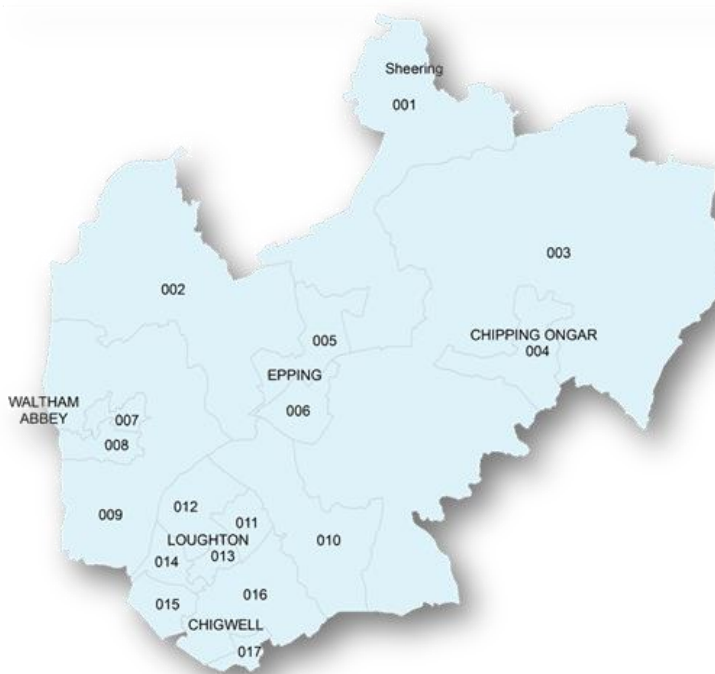 Sheering
001
003
002
CHIPPING ONGAR
004
005
EPPING
006
WALTHAM
ABBEY
007
008
009
012
011
010
LOUGHTON
013
014
016
015
CHIGWELL
017